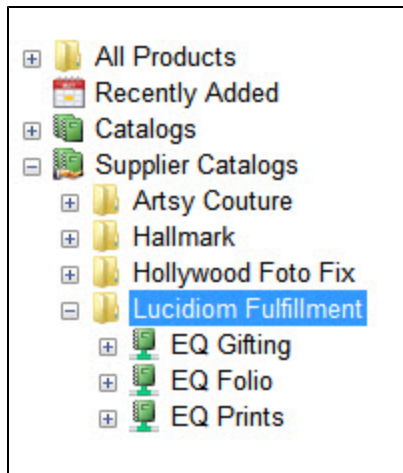 All Products
Recently Added
Catalogs
Supplier Catalogs
Artsy Couture
Hallmark
Hollywood Foto Fix
Lucidiom Fulfillment
EQ Gifting
EQ Folio
EQ Prints